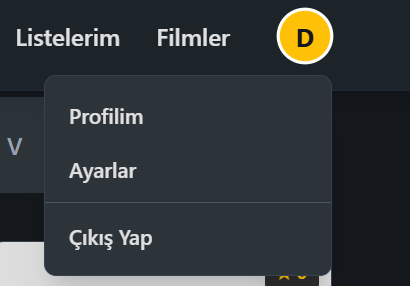 Listelerim Filmler D
Profilim
V
Ayarlar
Çıkış Yap